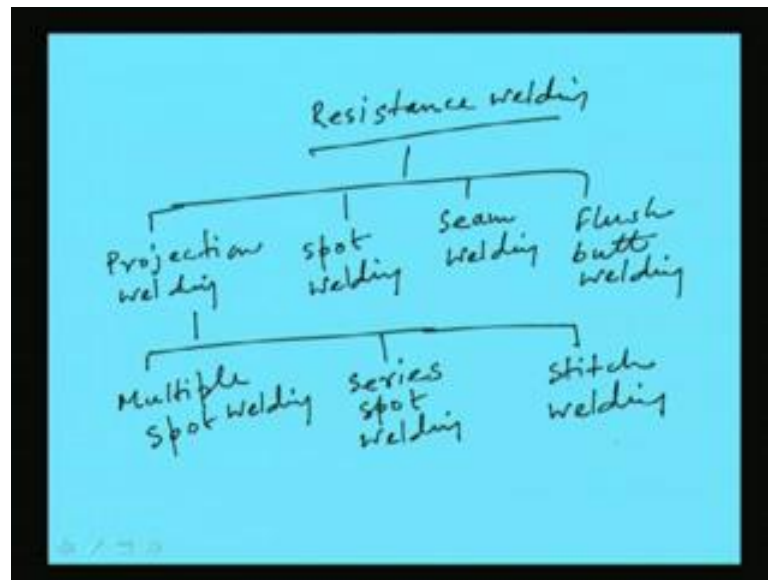 Resistance welding
Projection
welding
spot
welding
Seam
welding
Flush
butt
welding
Multiple
spot welding
series
spot
welding
stitch
welding